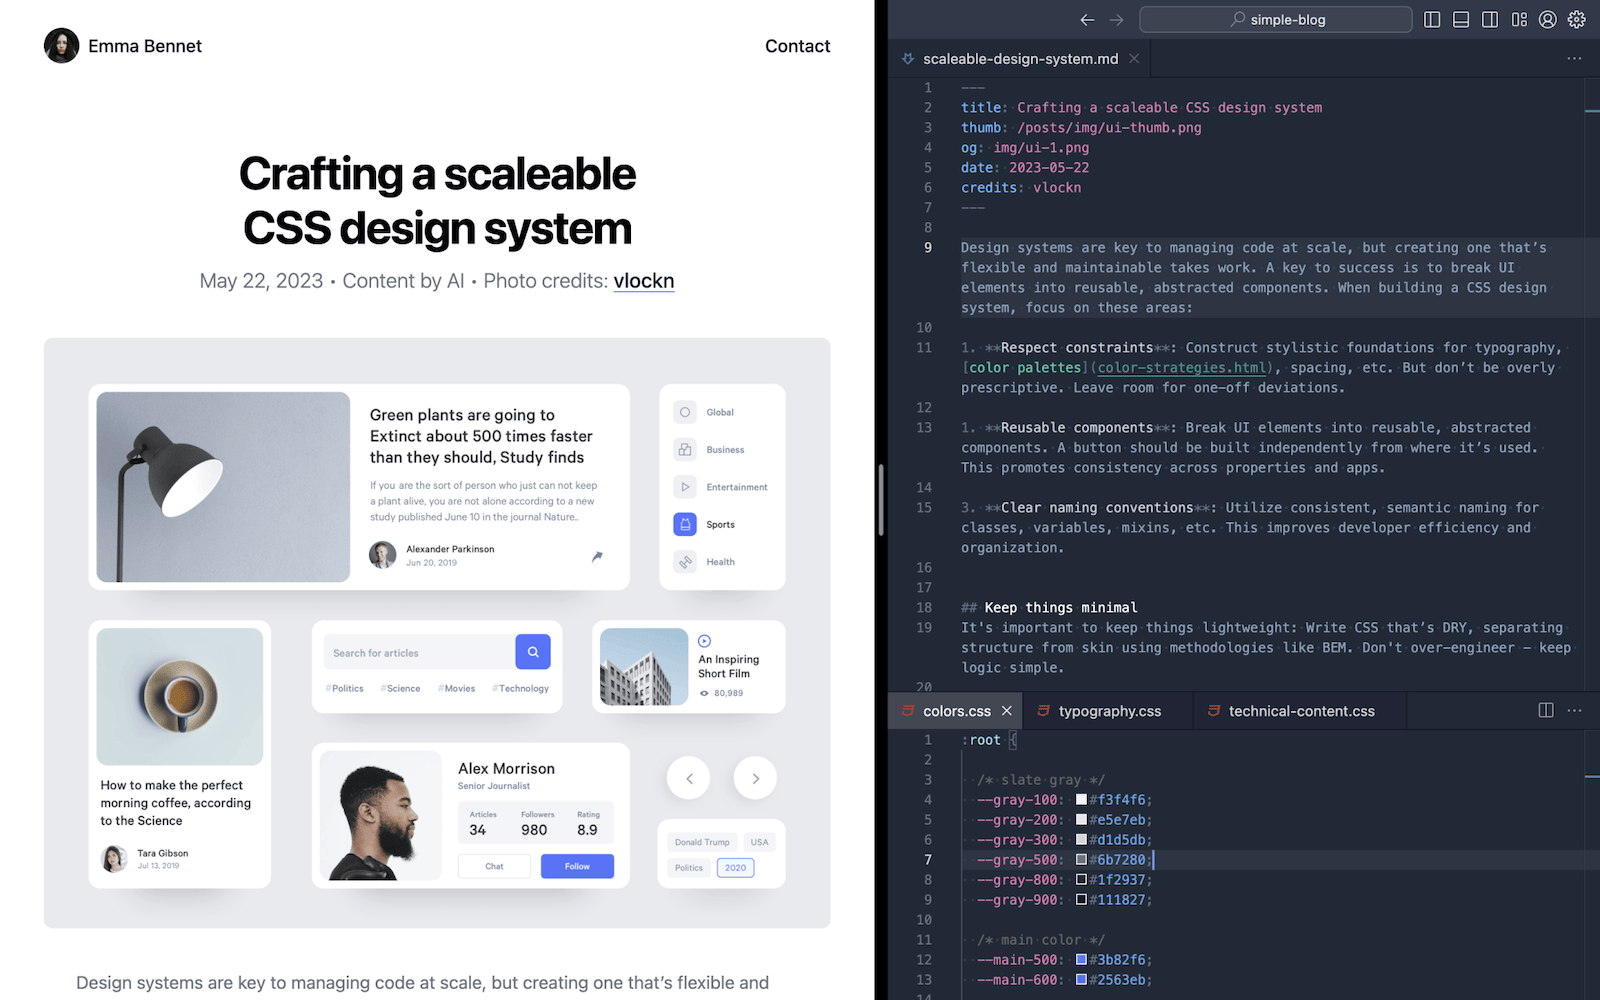 Emma Bennet
Contact
Crafting a scaleable
CSS design system
May 22, 2023 • Content by AI • Photo credits: vlockn
Green plants are going to
Extinct about 500 times faster
than they should, Study finds
If you are the sort of person who just can not keep
a plant alive, you are not alone according to a new
study published June 10 in the journal Nature..
Alexander Parkinson
Jun 20, 2019
Global
Business
Entertainment
Sports
Health
How to make the perfect
morning coffee, according
to the Science
Tara Gibson
Jul 13, 2019
Search for articles
#Politics #Science #Movies #Technology
An Inspiring
Short Film
80,989
Alex Morrison
Senior Journalist
Articles Followers Rating
34 980 8.9
Chat Follow
Donald Trump USA
Politics 2020
Design systems are key to managing code at scale, but creating one that’s flexible and
simple-blog
scaleable-design-system.md
1 ---
2 title: Crafting a scaleable CSS design system
3 thumb: /posts/img/ui-thumb.png
4 og: img/ui-1.png
5 date: 2023-05-22
6 credits: vlockn
7 ---
8
9 Design systems are key to managing code at scale, but creating one that’s
flexible and maintainable takes work. A key to success is to break UI
elements into reusable, abstracted components. When building a CSS design
system, focus on these areas:
10
11 1. **Respect constraints**: Construct stylistic foundations for typography,
[color palettes](color-strategies.html), spacing, etc. But don’t be overly
prescriptive. Leave room for one-off deviations.
12
13 1. **Reusable components**: Break UI elements into reusable, abstracted
components. A button should be built independently from where it’s used.
This promotes consistency across properties and apps.
14
15 3. **Clear naming conventions**: Utilize consistent, semantic naming for
classes, variables, mixins, etc. This improves developer efficiency and
organization.
16
17
18 ## Keep things minimal
19 It's important to keep things lightweight: Write CSS that’s DRY, separating
structure from skin using methodologies like BEM. Don't over-engineer – keep
logic simple.
20
colors.css typography.css technical-content.css
1 :root {
2
3 /* slate gray */
4 --gray-100: #f3f4f6;
5 --gray-200: #e5e7eb;
6 --gray-300: #d1d5db;
7 --gray-500: #6b7280;
8 --gray-800: #1f2937;
9 --gray-900: #111827;
10
11 /* main color */
12 --main-500: #3b82f6;
13 --main-600: #2563eb;
14